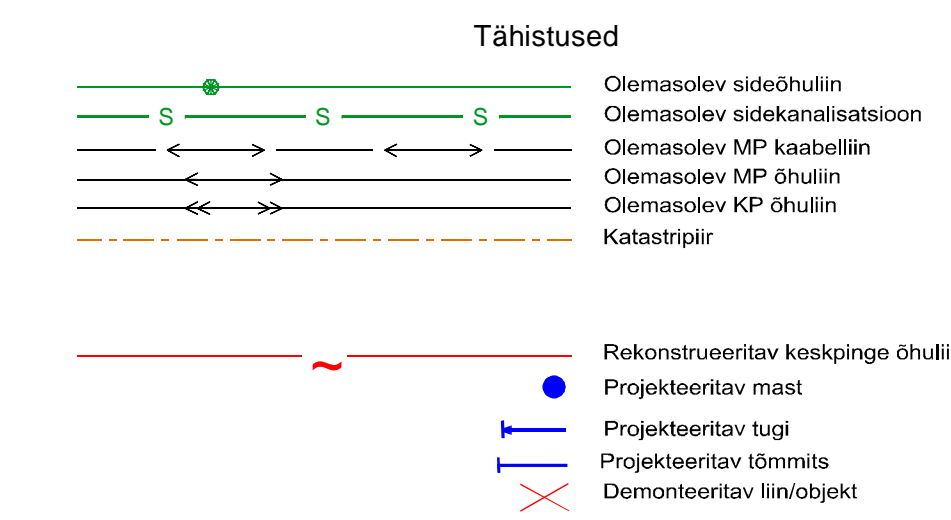 Tähistused
Olemasolev sideõhuliin
S S S Olemasolev sidekanalisatsioon
Olemasolev MP kaabelliin
Olemasolev MP õhuliin
Olemasolev KP õhuliin
Katastripiir
~ Rekonstrueeritav keskpinge õhulii
Projekteeritav mast
Projekteeritav tugi
Projekteeritav tõmmits
Demonteeritav liin/objekt